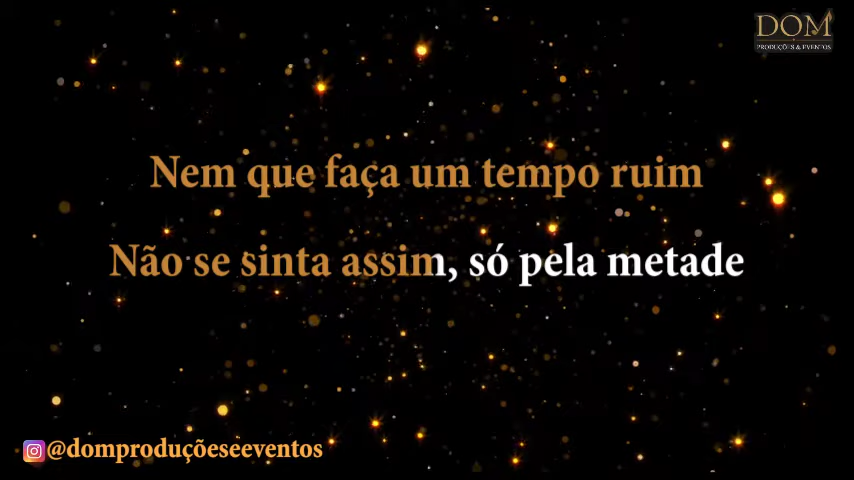 DOM
PRODUÇÕES & EVENTOS
Nem que faça um tempo ruim
Não se sinta assim, só pela metade
@domproduçõeseeventos